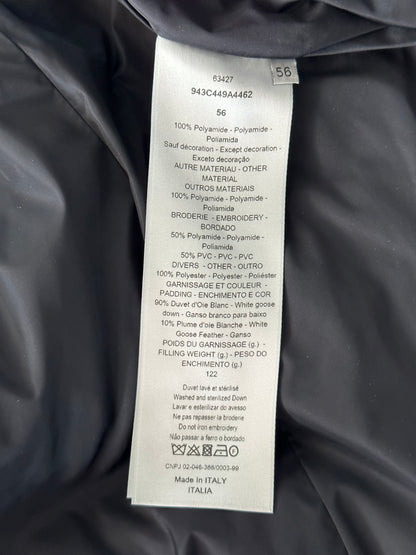 63427
56
943C449A4462
56
100% Polyamide - Polyamide -
Poliamida
Sauf décoration - Except decoration -
Exceto decoração
AUTRE MATERIAU - OTHER
MATERIAL
OUTROS MATERIAIS
100% Polyamide - Polyamide -
Poliamida
BRODERIE - EMBROIDERY -
BORDADO
50% Polyamide - Polyamide -
Poliamida
50% PVC - PVC - PVC
DIVERS - OTHER - OUTRO
100% Polyester - Polyester - Poliéster
GARNISSAGE ET COULEUR -
PADDING - ENCHIMENTO E COR
90% Duvet d'Oie Blanc - White goose
down - Ganso branco para baixo
10% Plume d'oie Blanche - White
Goose Feather - Ganso
POIDS DU GARNISSAGE (g.) -
FILLING WEIGHT (g.) - PESO DO
ENCHIMENTO (g.)
122
Duvet lavé et stérilisé
Washed and sterilized Down
Lavar e esterilizar do avesso
Ne pas repasser la broderie
Do not iron embroidery
Não passar a ferro o bordado
CNPJ 02-046-366/0003-99
Made In ITALY
ITALIA